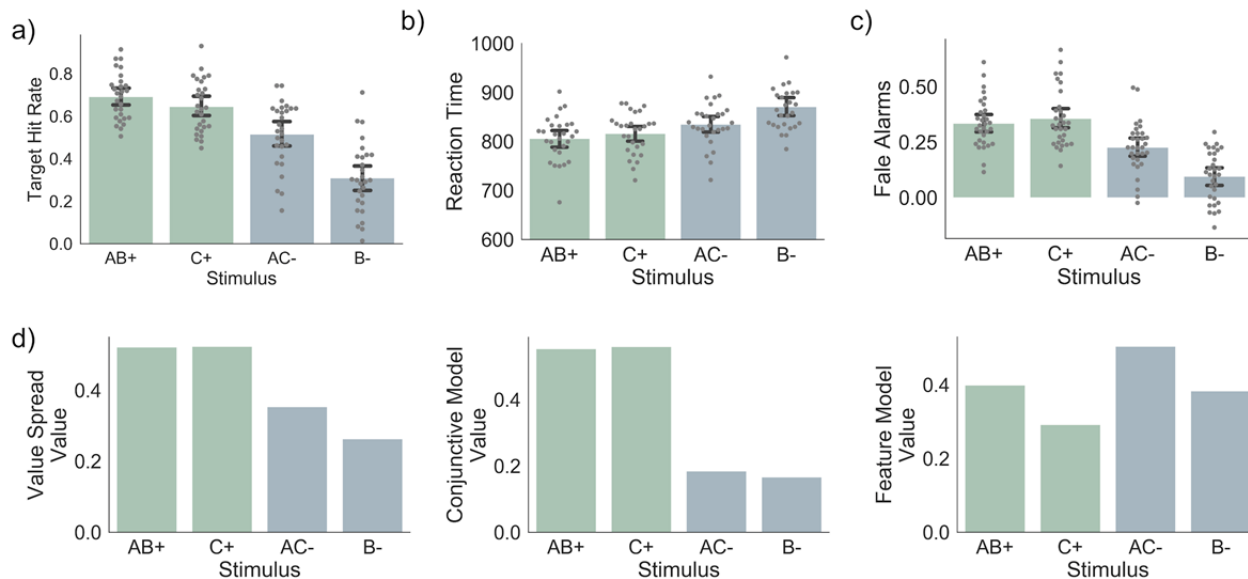 a)
Target Hit Rate
0.8
0.6
0.4
0.2
0.0
AB+ C+ AC- B-
Stimulus
b)
Reaction Time
1000
900
800
700
600
AB+ C+ AC- B-
Stimulus
c)
Fale Alarms
0.50
0.25
0.00
AB+ C+ AC- B-
Stimulus
d)
Value Spread
Value
0.4
0.2
0.0
AB+ C+ AC- B-
Stimulus
Conjunctive Model
Value
0.4
0.2
0.0
AB+ C+ AC- B-
Stimulus
Feature Model
Value
0.4
0.2
0.0
AB+ C+ AC- B-
Stimulus